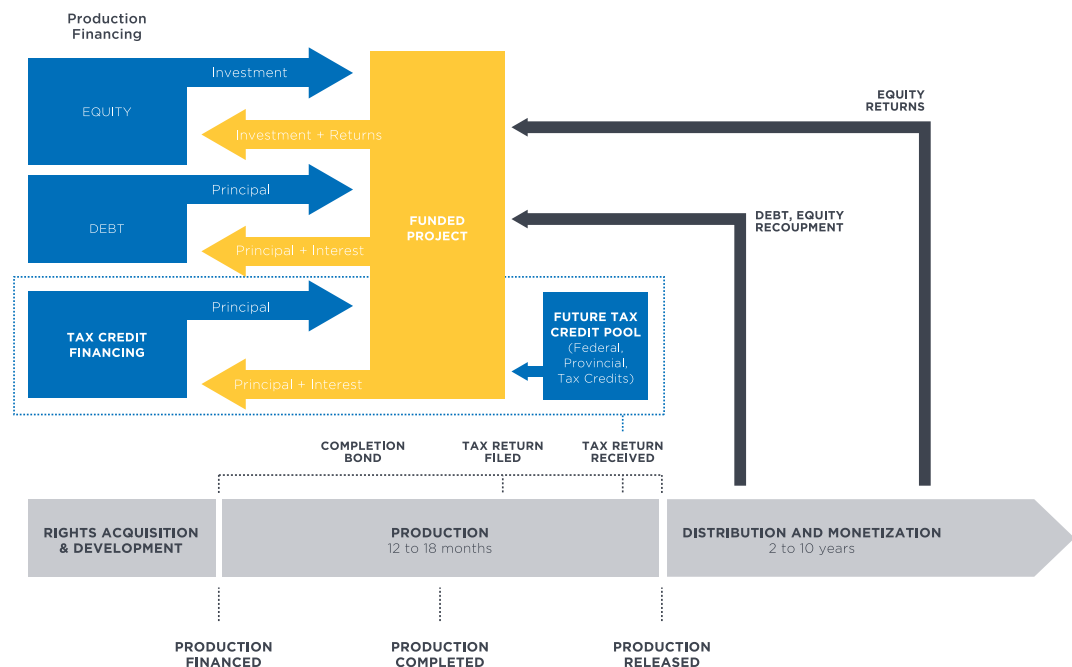 Production
Financing
Investment
EQUITY
Investment + Returns
EQUITY
RETURNS
Principal
DEBT
Principal + Interest
FUNDED
PROJECT
DEBT, EQUITY
RECOUPMENT
Principal
TAX CREDIT
FINANCING
Principal + Interest
FUTURE TAX
CREDIT POOL
(Federal,
Provincial,
Tax Credits)
COMPLETION
BOND
TAX RETURN
FILED
TAX RETURN
RECEIVED
RIGHTS ACQUISITION
& DEVELOPMENT
PRODUCTION
12 to 18 months
DISTRIBUTION AND MONETIZATION
2 to 10 years
PRODUCTION
FINANCED
PRODUCTION
COMPLETED
PRODUCTION
RELEASED